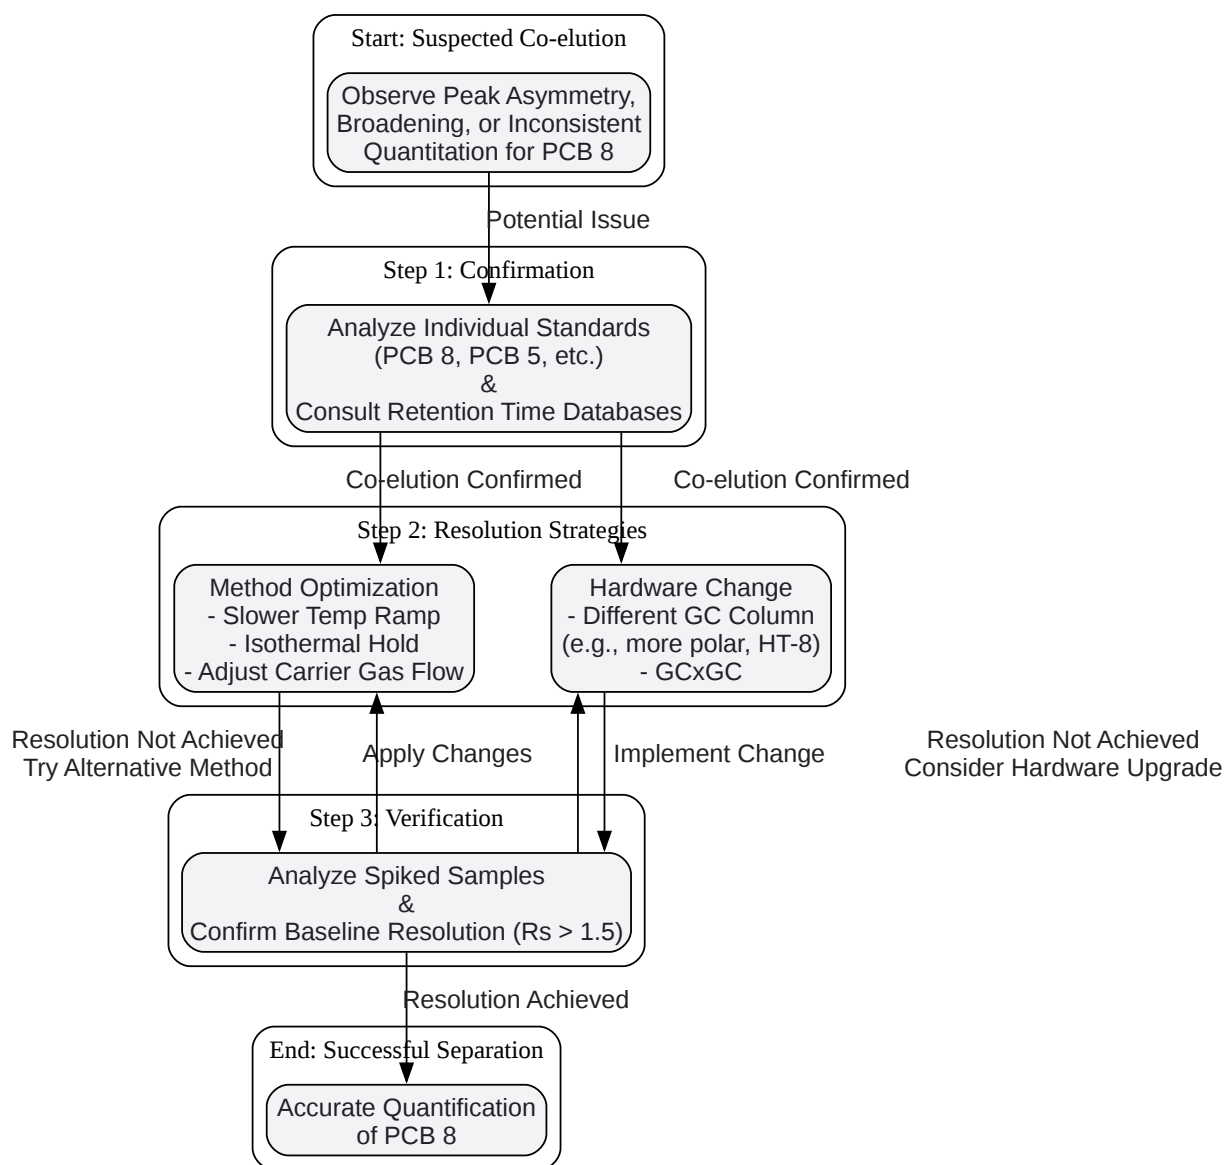 Start: Suspected Co-elution
Observe Peak Asymmetry,
Broadening, or Inconsistent
Quantitation for PCB 8
Potential Issue
Step 1: Confirmation
Analyze Individual Standards
(PCB 8, PCB 5, etc.)
&
Consult Retention Time Databases
Co-elution Confirmed
Co-elution Confirmed
Step 2: Resolution Strategies
Method Optimization
- Slower Temp Ramp
- Isothermal Hold
- Adjust Carrier Gas Flow
Hardware Change
- Different GC Column
(e.g., more polar, HT-8)
- GCxGC
Resolution Not Achieved
Try Alternative Method
Apply Changes
Implement Change
Resolution Not Achieved
Consider Hardware Upgrade
Step 3: Verification
Analyze Spiked Samples
&
Confirm Baseline Resolution (Rs > 1.5)
Resolution Achieved
End: Successful Separation
Accurate Quantification
of PCB 8